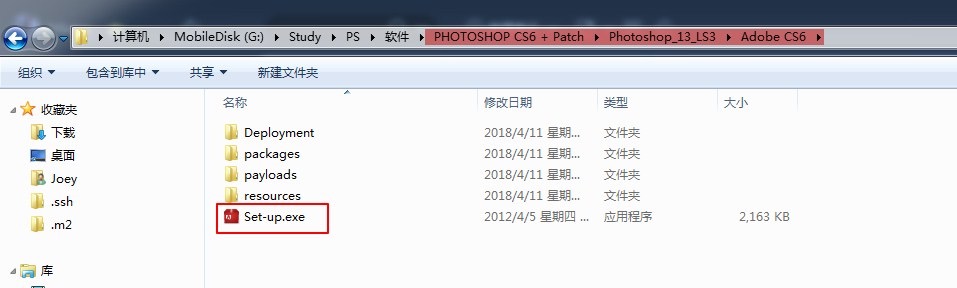 计算机 MobileDisk (G:) Study PS 软件 PHOTOSHOP CS6 + Patch Photoshop_13_LS3 Adobe CS6
组织 包含到库中 共享 新建文件夹
收藏夹
下载
桌面
Joey
.ssh
.m2
库
名称 修改日期 类型 大小
Deployment 2018/4/11 星期... 文件夹
packages 2018/4/11 星期... 文件夹
payloads 2018/4/11 星期... 文件夹
resources 2018/4/11 星期... 文件夹
Set-up.exe 2012/4/5 星期四 ... 应用程序 2,163 KB